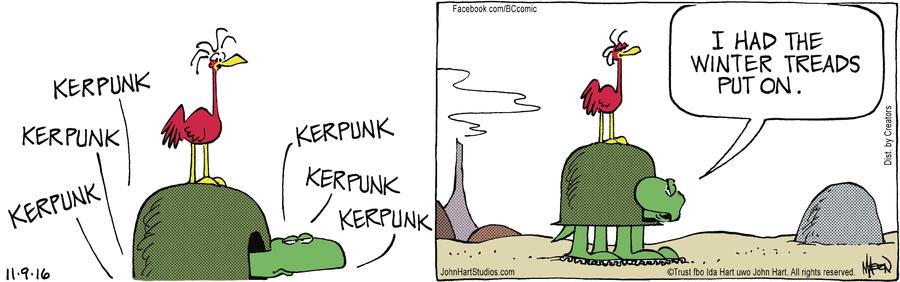 KERPUNK
KERPUNK
KERPUNK
KERPUNK
KERPUNK
KERPUNK
11.9.16
Facebook.com/BCcomic
I HAD THE
WINTER TREADS
PUT ON.
Dist. by Creators
JohnHartStudios.com
©Trust fbo Ida Hart uwo John Hart. All rights reserved.